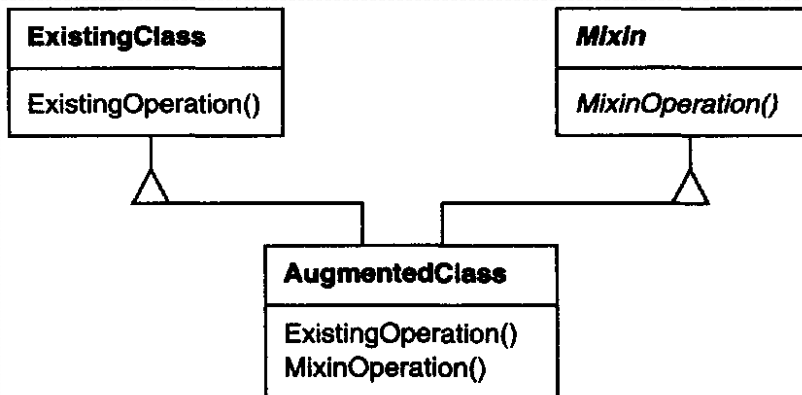 ExistingClass
ExistingOperation()
Mixin
MixinOperation()
AugmentedClass
ExistingOperation()
MixinOperation()